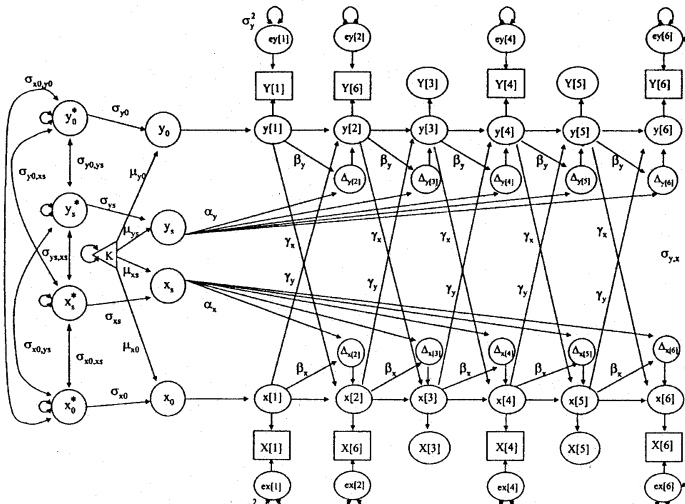 σ²y ey[1] ey[2] ey[4] ey[6]
Y[1] Y[6] Y[3] Y[4] Y[5] Y[6]
σx0,y0
y*0 σy0 y0 y[1] y[2] y[3] y[4] y[5] y[6]
βy βy βy βy βy
Δy[2] Δy[3] Δy[4] Δy[5] Δy[6]
σy0,xs σy0,ys μy0
y*s σys ys αy
μys
γx γx γx γx γx
σys,xs K σy,x
μxs xs
γy γy γy γy γy
x*s σxs αx
σx0,ys σx0,xs μx0
Δx[2] Δx[3] Δx[4] Δx[5] Δx[6]
βx βx βx βx βx
x*0 σx0 x0 x[1] x[2] x[3] x[4] x[5] x[6]
X[1] X[6] X[3] X[4] X[5] X[6]
ex[1] ex[2] ex[4] ex[6]
2